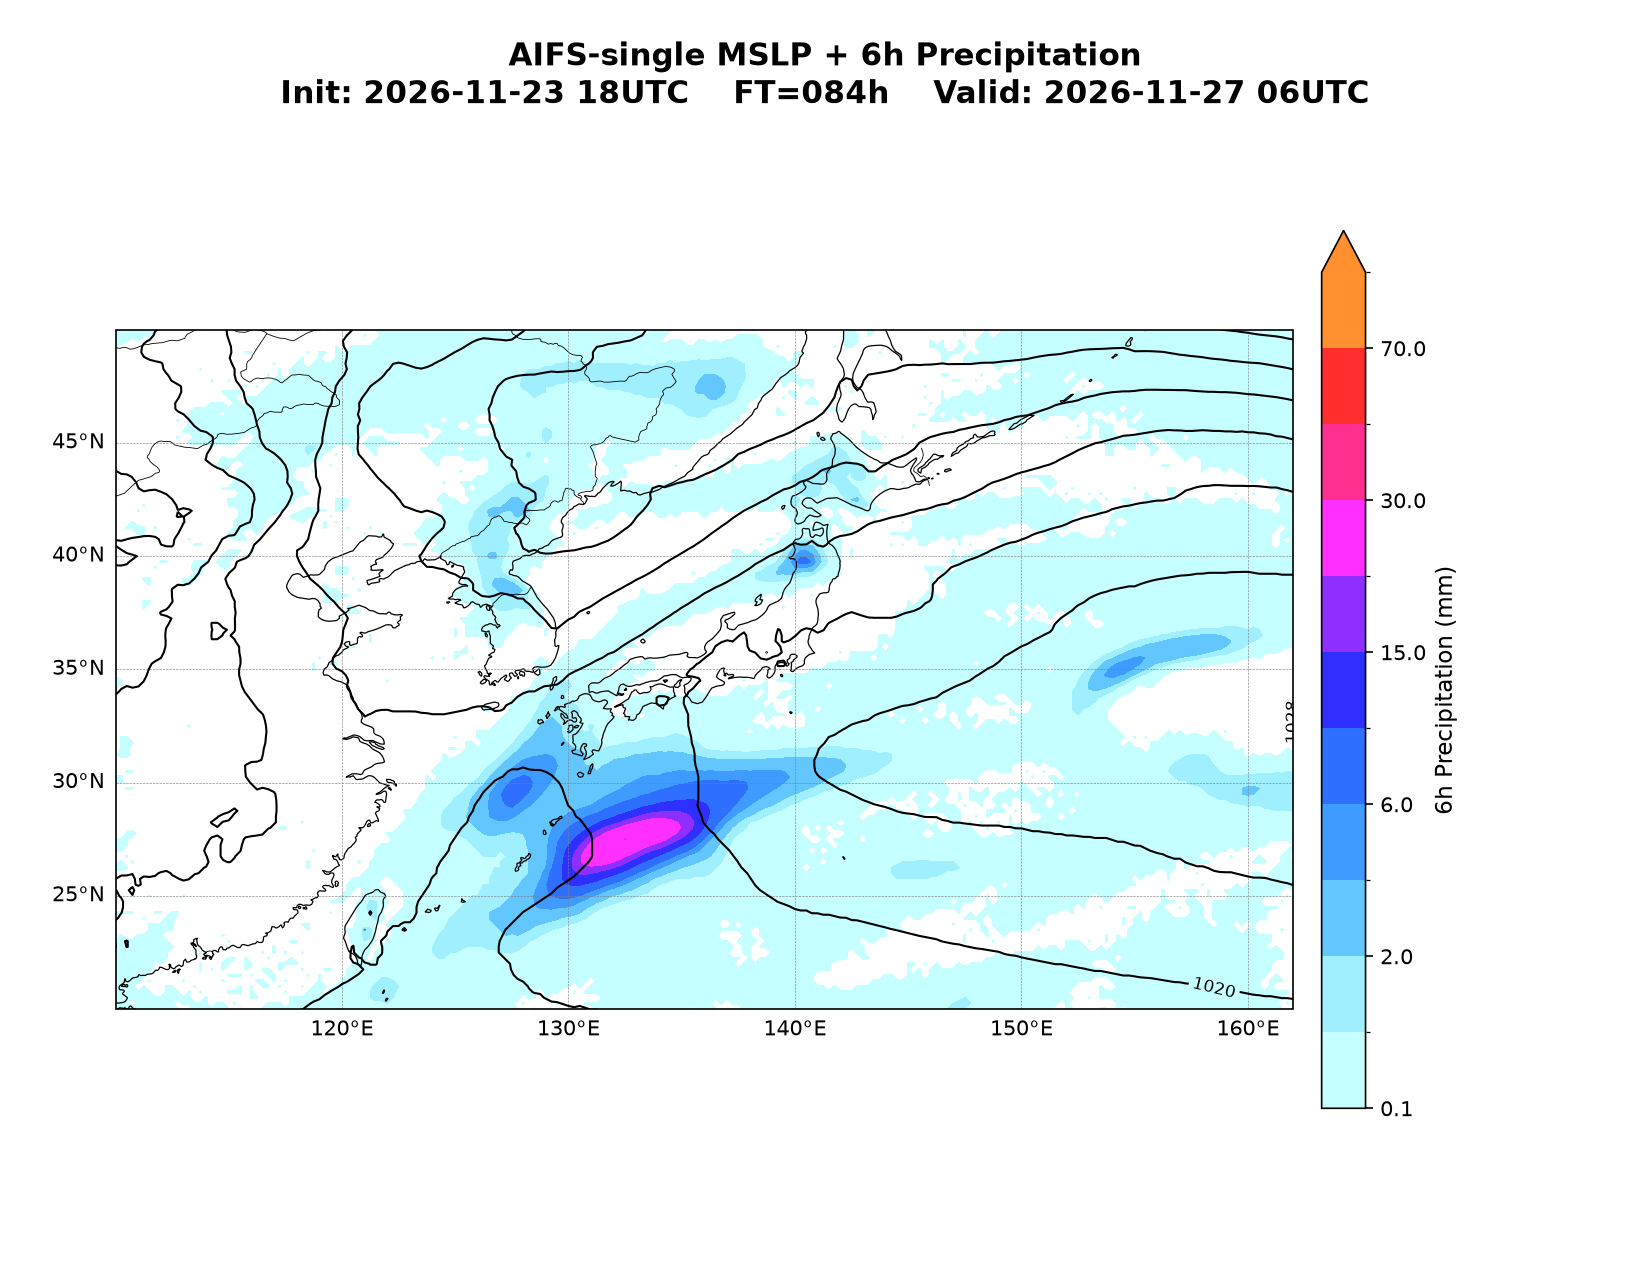 AIFS-single MSLP + 6h Precipitation
Init: 2026-11-23 18UTC    FT=084h    Valid: 2026-11-27 06UTC
70.0
45°N
30.0
40°N
35°N
15.0
1028
6h Precipitation (mm)
30°N
6.0
25°N
2.0
1020
120°E
130°E
140°E
150°E
160°E
0.1